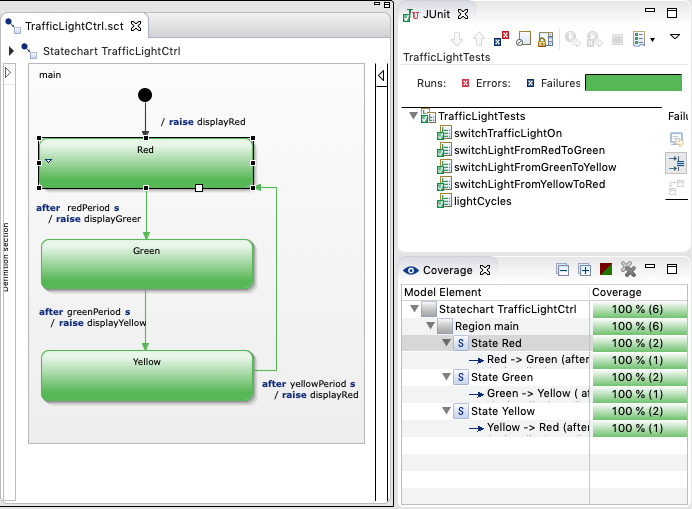 TrafficLightCtrl.sct
Statechart TrafficLightCtrl
main
/ raise displayRed
Red
after redPeriod s
/ raise displayGreer
Green
after greenPeriod s
/ raise displayYellow
Yellow
after yellowPeriod s
/ raise displayRed
Definition section
JUnit
TrafficLightTests
Runs: Errors: Failures
TrafficLightTests
switchTrafficLightOn
switchLightFromRedToGreen
switchLightFromGreenToYellow
switchLightFromYellowToRed
lightCycles
Failu
Coverage
Model Element Coverage
Statechart TrafficLightCtrl 100 % (6)
Region main 100 % (6)
S State Red 100 % (2)
Red -> Green (after 100 % (1)
S State Green 100 % (2)
Green -> Yellow ( af 100 % (1)
S State Yellow 100 % (2)
Yellow -> Red (after 100 % (1)